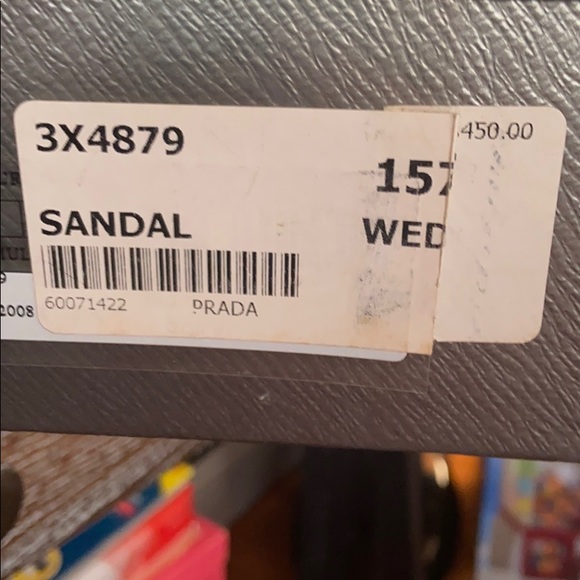 3X4879
.450.00
157
SANDAL
WED
60071422
PRADA
2008